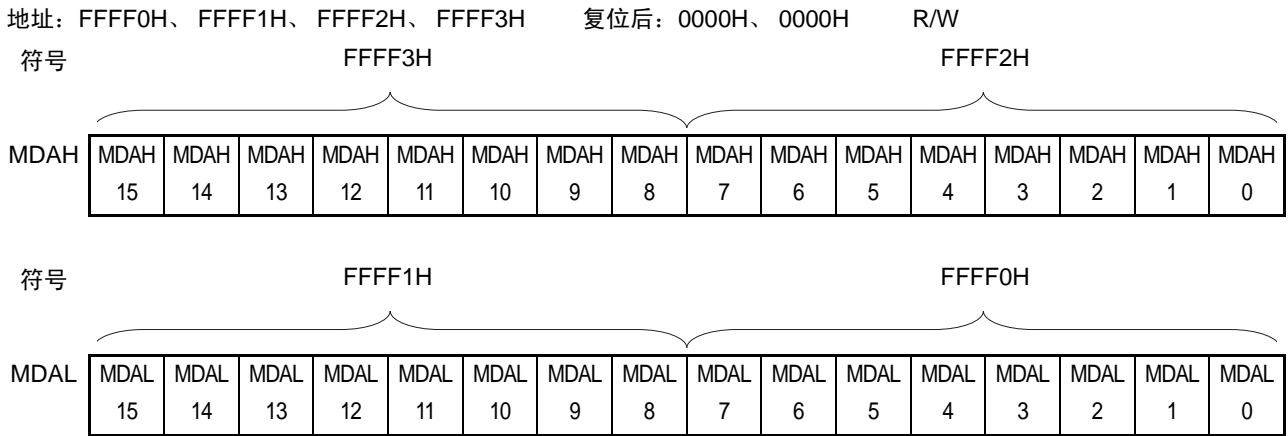 地址：FFFF0H、 FFFF1H、 FFFF2H、 FFFF3H 复位后：0000H、 0000H R/W
符号 FFFF3H FFFF2H
MDAH MDAH MDAH MDAH MDAH MDAH MDAH MDAH MDAH MDAH MDAH MDAH MDAH MDAH MDAH MDAH MDAH
15 14 13 12 11 10 9 8 7 6 5 4 3 2 1 0
符号 FFFF1H FFFF0H
MDAL MDAL MDAL MDAL MDAL MDAL MDAL MDAL MDAL MDAL MDAL MDAL MDAL MDAL MDAL MDAL MDAL
15 14 13 12 11 10 9 8 7 6 5 4 3 2 1 0